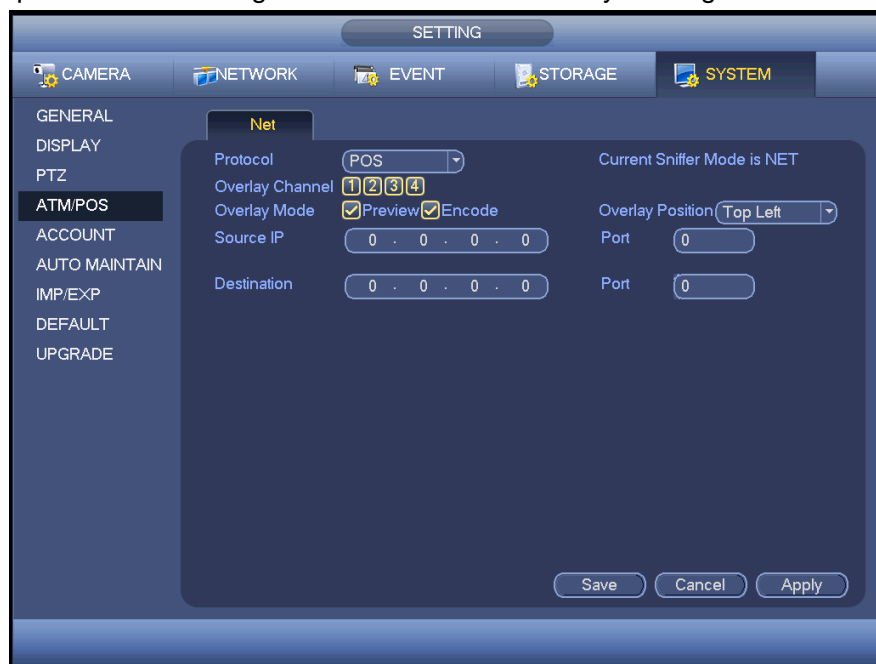 SETTING
CAMERA NETWORK EVENT STORAGE SYSTEM
GENERAL
DISPLAY
PTZ
ATM/POS
ACCOUNT
AUTO MAINTAIN
IMP/EXP
DEFAULT
UPGRADE
Net
Protocol POS Current Sniffer Mode is NET
Overlay Channel 1 2 3 4
Overlay Mode Preview Encode Overlay Position Top Left
Source IP 0 . 0 . 0 . 0 Port 0
Destination 0 . 0 . 0 . 0 Port 0
Save Cancel Apply